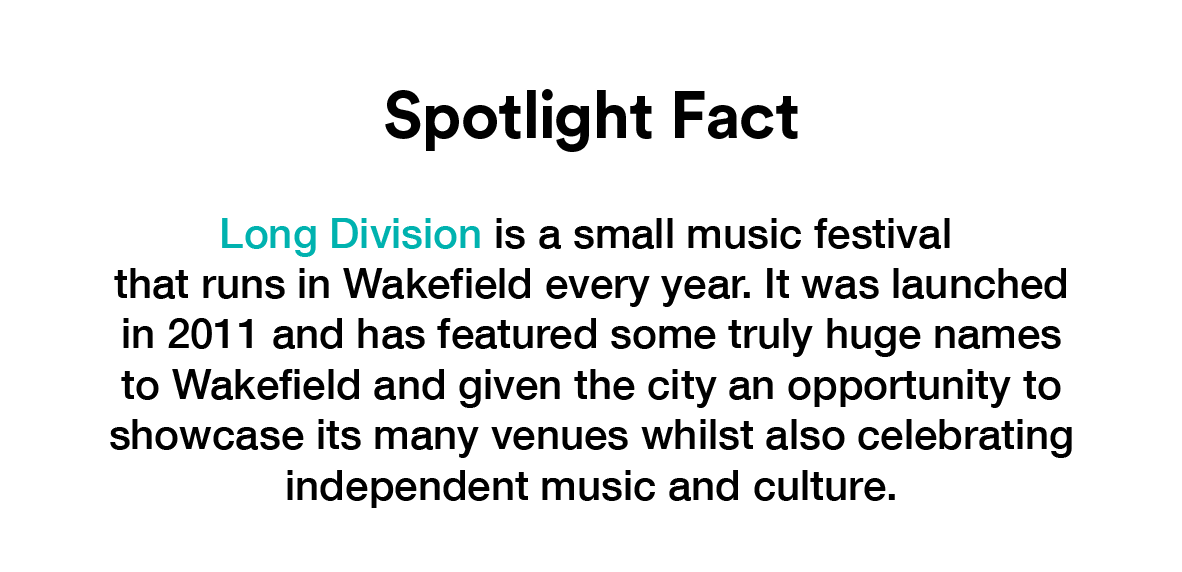 Spotlight Fact
Long Division is a small music festival
that runs in Wakefield every year. It was launched
in 2011 and has featured some truly huge names
to Wakefield and given the city an opportunity to
showcase its many venues whilst also celebrating
independent music and culture.